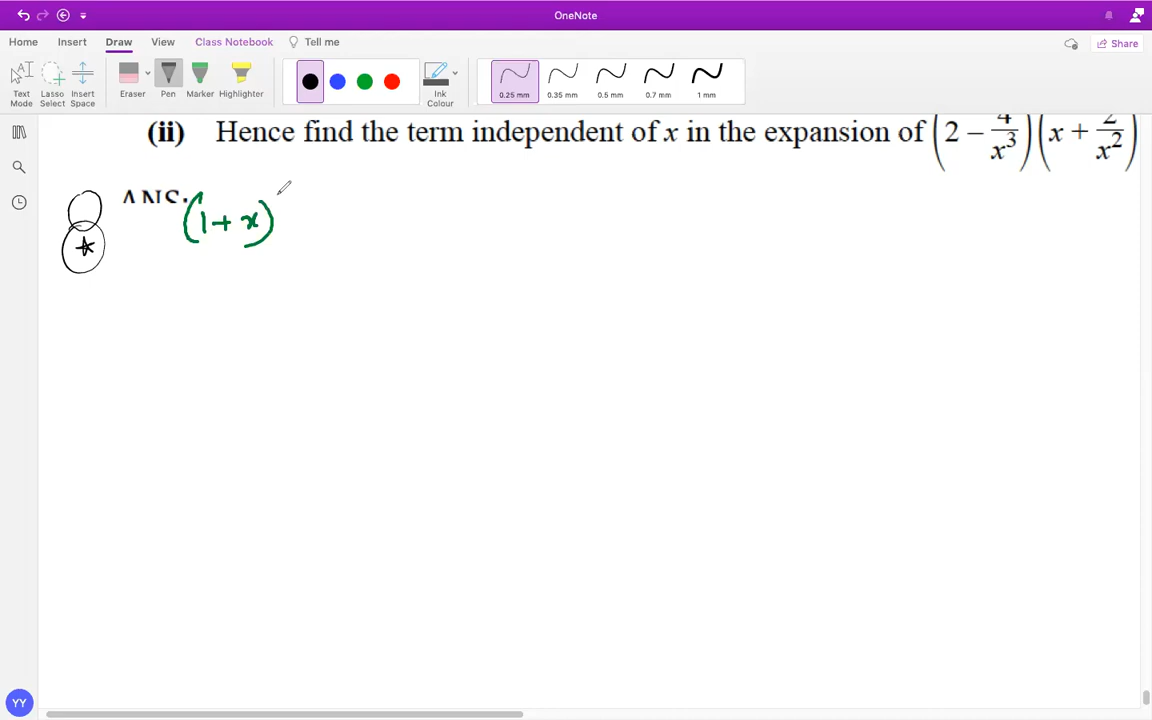 OneNote
Home Insert Draw View Class Notebook Tell me
Share
Text Mode
Lasso Select
Insert Space
Eraser
Pen
Marker
Highlighter
Ink Colour
0.25 mm
0.35 mm
0.5 mm
0.7 mm
1 mm
(ii) Hence find the term independent of x in the expansion of (2 − 4/x³)(x + 2/x²)
ANS:
(1 + x)
YY